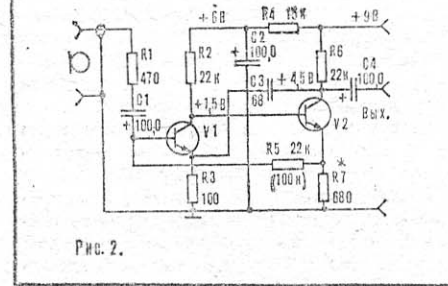 +6В
R4 18к
+9В
R1
470
R2
22к
C2
100,0
R6
22к
C4
100,0
C3
68
+4,5В
C1
+100,0
+1,5В
V1
V2
Вых.
R5 22к
(100к)
*
R3
100
R7
680
Рис. 2.